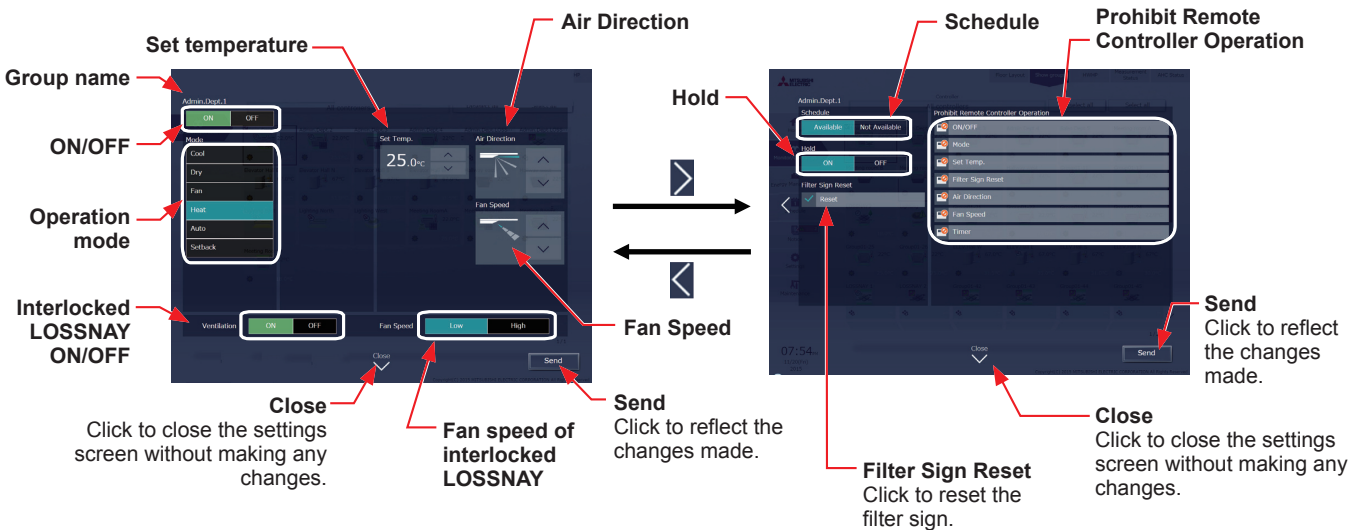 Air Direction
Schedule
Prohibit Remote
Controller Operation
Set temperature
Group name
Hold
ON/OFF
Operation
mode
Interlocked
LOSSNAY
ON/OFF
Admin.Dept.1
ON OFF
Mode
Cool
Dry
Fan
Heat
Auto
Setback
Set Temp.
25.0°C
Air Direction
Fan Speed
Ventilation ON OFF
Fan Speed Low High
Close
Send
Fan Speed
Close
Click to close the settings
screen without making any
changes.
Fan speed of
interlocked
LOSSNAY
Send
Click to reflect the
changes made.
MITSUBISHI
ELECTRIC
Admin.Dept.1
Schedule
Available Not Available
Hold
ON OFF
Filter Sign Reset
Reset
Prohibit Remote Controller Operation
ON/OFF
Mode
Set Temp.
Filter Sign Reset
Air Direction
Fan Speed
Timer
07:54
Close
Send
Send
Click to reflect
the changes
made.
Close
Click to close the settings
screen without making any
changes.
Filter Sign Reset
Click to reset the
filter sign.